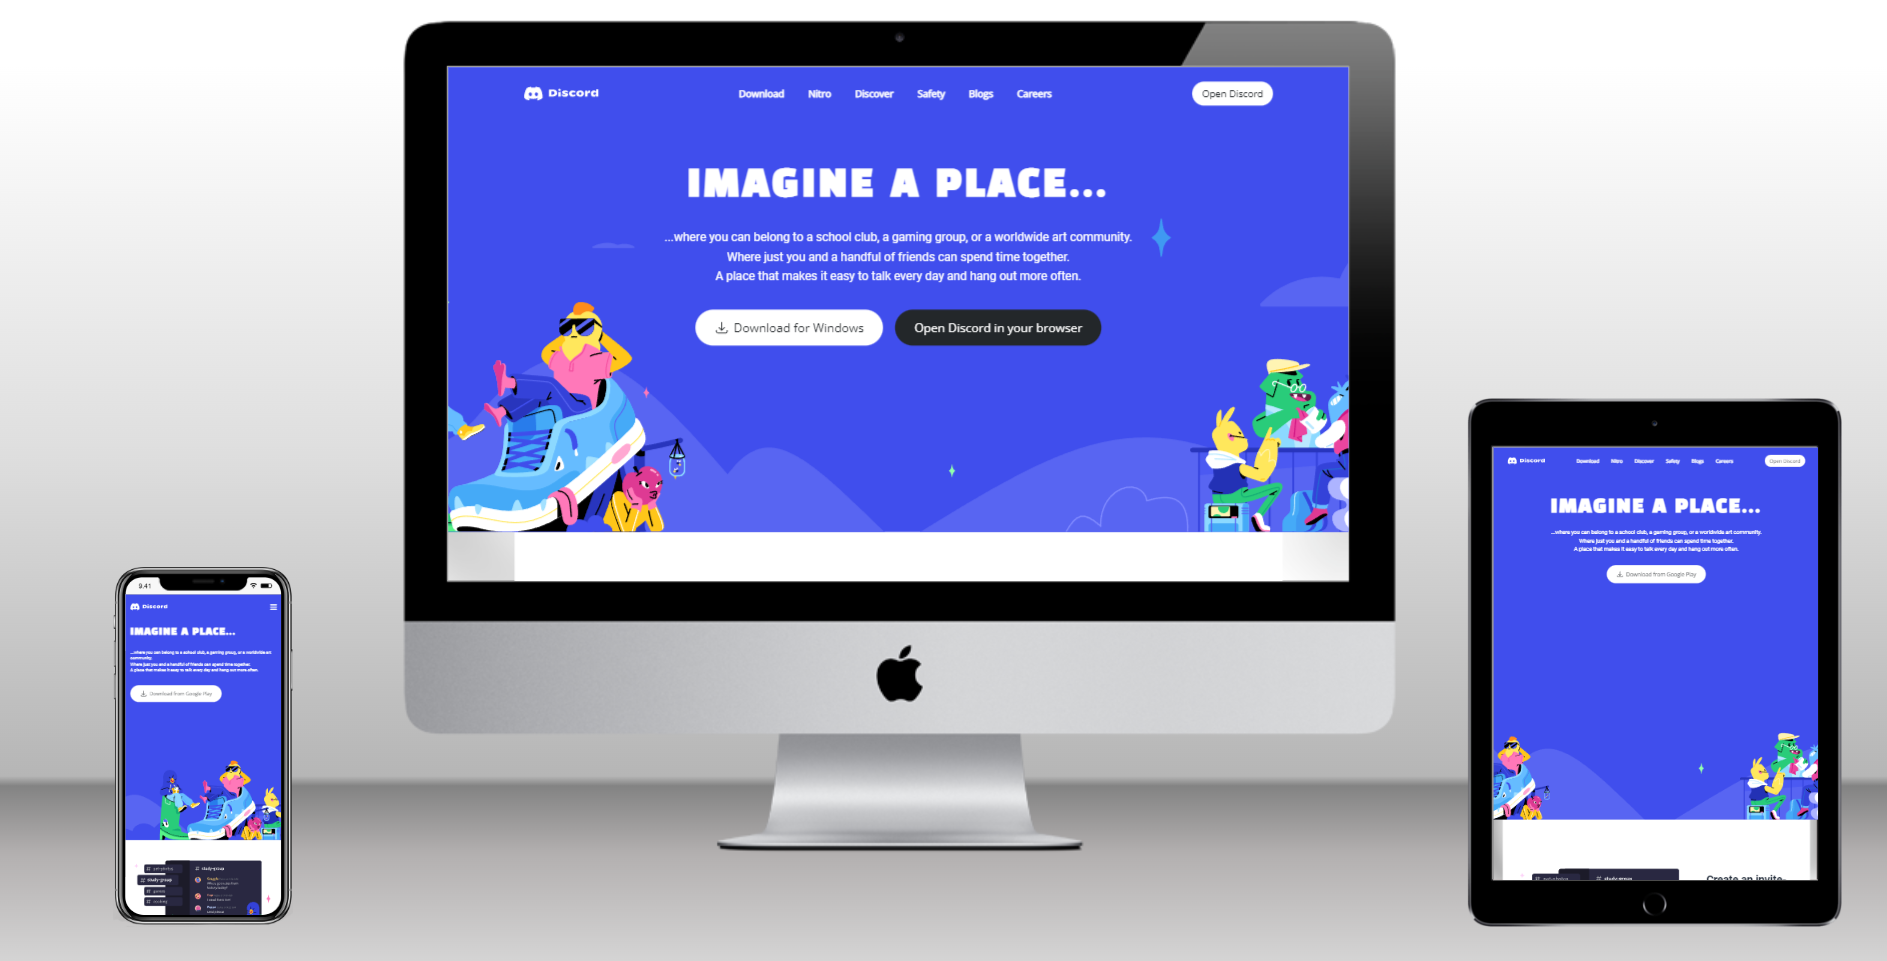 Discord
Download Nitro Discover Safety Blogs Careers
Open Discord
IMAGINE A PLACE...
...where you can belong to a school club, a gaming group, or a worldwide art community.
Where just you and a handful of friends can spend time together.
A place that makes it easy to talk every day and hang out more often.
Download for Windows
Open Discord in your browser
Discord
Download Nitro Discover Safety Blogs Careers
Open Discord
IMAGINE A PLACE...
...where you can belong to a school club, a gaming group, or a worldwide art community.
Where just you and a handful of friends can spend time together.
A place that makes it easy to talk every day and hang out more often.
Download from Google Play
# study-group
Create an invite-
9:41
Discord
IMAGINE A PLACE...
...where you can belong to a school club, a gaming group, or a worldwide art
community.
Where just you and a handful of friends can spend time together.
A place that makes it easy to talk every day and hang out more often.
Download from Google Play
# study-group
# study-group